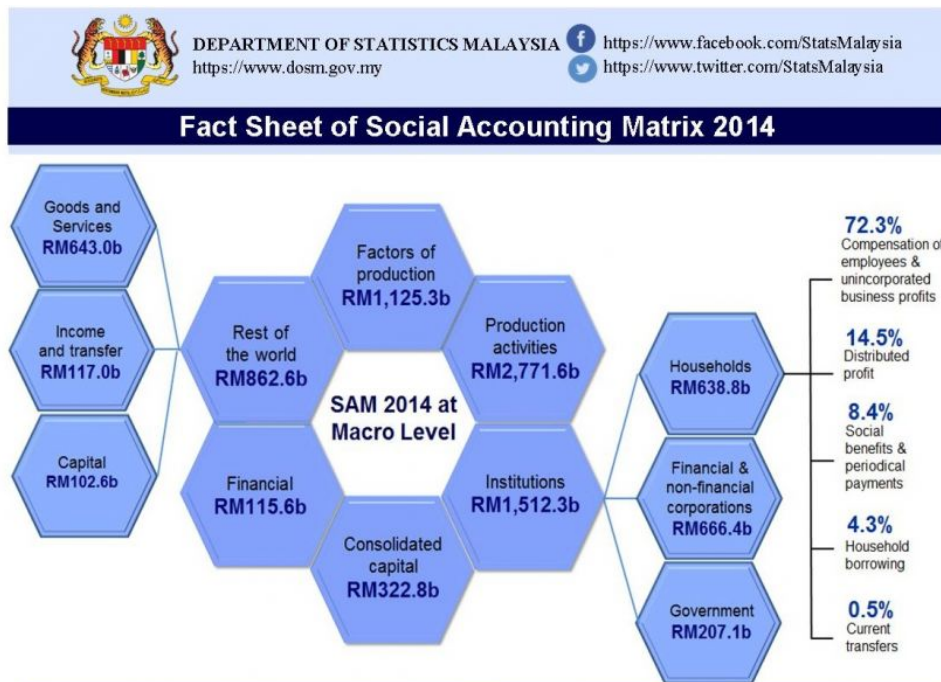 DEPARTMENT OF STATISTICS MALAYSIA
https://www.dosm.gov.my
https://www.facebook.com/StatsMalaysia
https://www.twitter.com/StatsMalaysia
Fact Sheet of Social Accounting Matrix 2014
Goods and
Services
RM643.0b
Income
and transfer
RM117.0b
Capital
RM102.6b
Rest of
the world
RM862.6b
Factors of
production
RM1,125.3b
Production
activities
RM2,771.6b
SAM 2014 at
Macro Level
Financial
RM115.6b
Consolidated
capital
RM322.8b
Institutions
RM1,512.3b
Households
RM638.8b
Financial &
non-financial
corporations
RM666.4b
Government
RM207.1b
72.3%
Compensation of
employees &
unincorporated
business profits
14.5%
Distributed
profit
8.4%
Social
benefits &
periodical
payments
4.3%
Household
borrowing
0.5%
Current
transfers